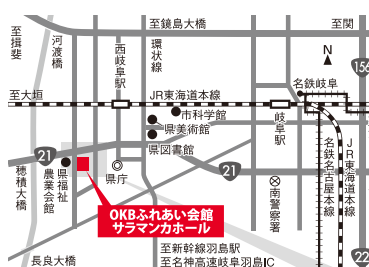 至鏡島大橋
至関
至揖斐
河渡橋
西岐阜駅
環状線
N
名鉄岐阜
156
至大垣
JR東海道本線
市科学館
県美術館
県図書館
岐阜駅
21
穂積大橋
県福祉農業会館
県庁
21
南警察署
名鉄名古屋本線
JR東海道本線
OKBふれあい会館
サラマンカホール
至新幹線羽島駅
至名神高速岐阜羽島IC
長良大橋
22